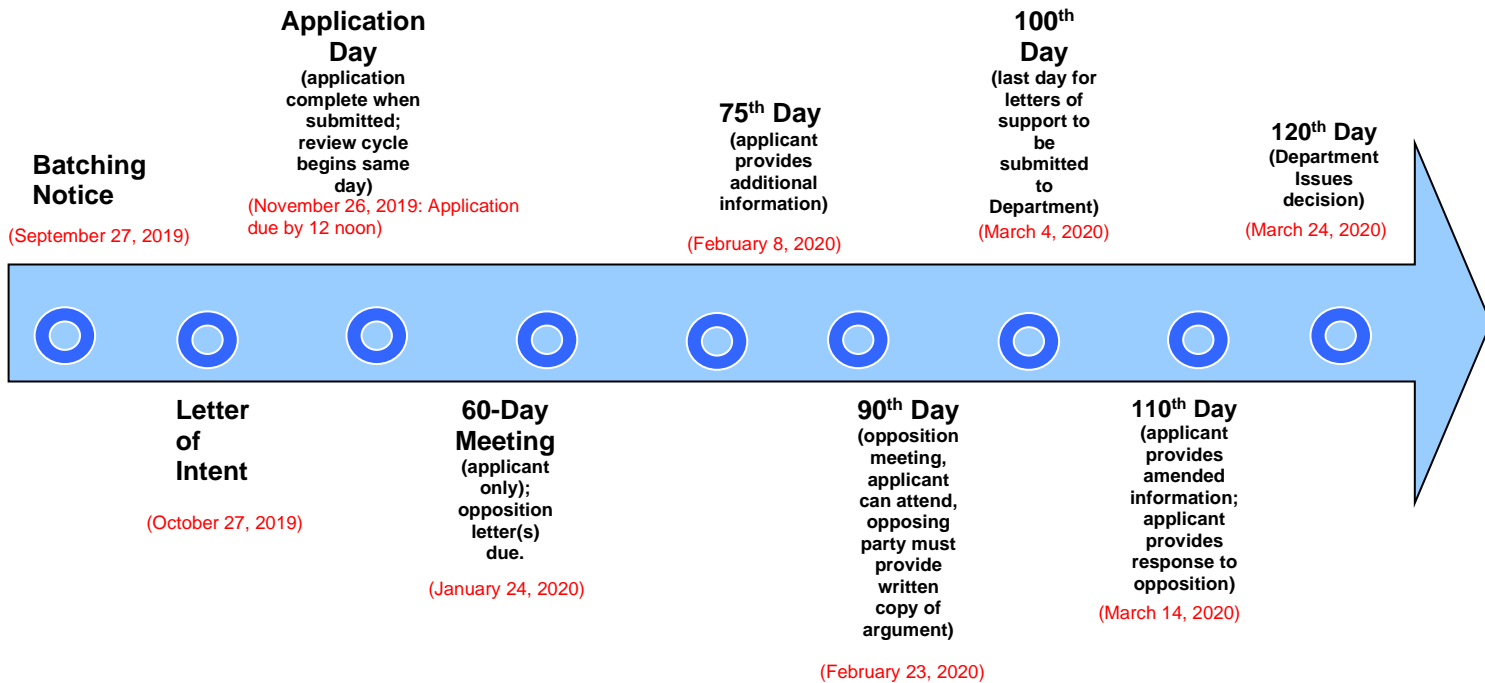 Batching
Notice
(September 27, 2019)
Letter
of
Intent
(October 27, 2019)
Application
Day
(application
complete when
submitted;
review cycle
begins same
day)
(November 26, 2019: Application
due by 12 noon)
60-Day
Meeting
(applicant
only);
opposition
letter(s)
due.
(January 24, 2020)
75th Day
(applicant
provides
additional
information)
(February 8, 2020)
90th Day
(opposition
meeting,
applicant
can attend,
opposing
party must
provide
written
copy of
argument)
(February 23, 2020)
100th
Day
(last day for
letters of
support to
be
submitted
to
Department)
(March 4, 2020)
110th Day
(applicant
provides
amended
information;
applicant
provides
response to
opposition)
(March 14, 2020)
120th Day
(Department
Issues
decision)
(March 24, 2020)